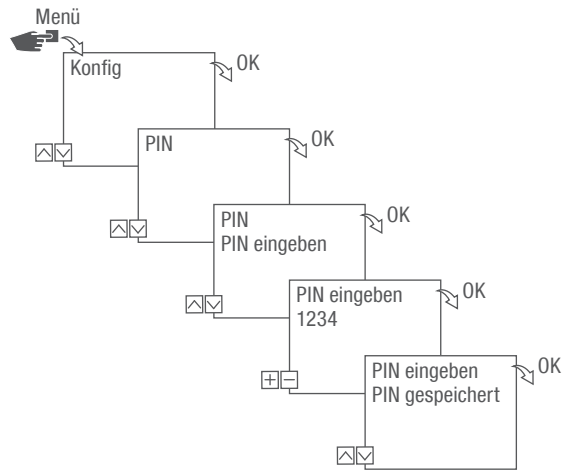 Menü
Konfig
OK
PIN
OK
PIN
PIN eingeben
OK
PIN eingeben
1234
OK
PIN eingeben
PIN gespeichert
OK